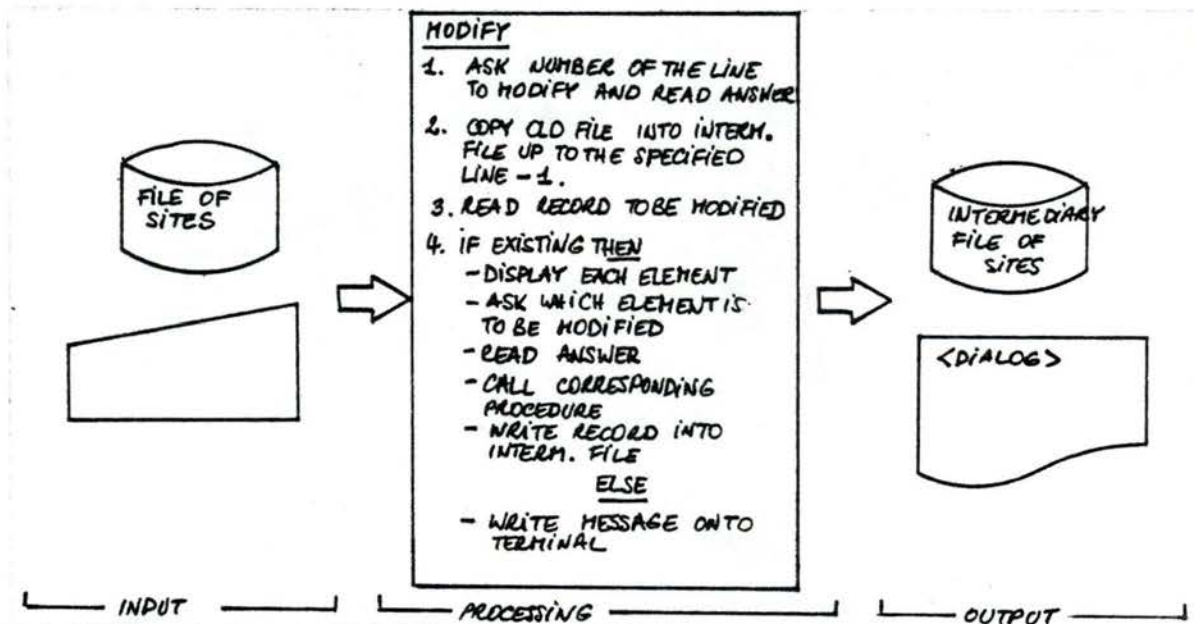 FILE OF
SITES
MODIFY
1. ASK NUMBER OF THE LINE
TO MODIFY AND READ ANSWER
2. COPY OLD FILE INTO INTERM.
FILE UP TO THE SPECIFIED
LINE - 1.
3. READ RECORD TO BE MODIFIED
4. IF EXISTING THEN
- DISPLAY EACH ELEMENT
- ASK WHICH ELEMENT IS
TO BE MODIFIED
- READ ANSWER
- CALL CORRESPONDING
PROCEDURE
- WRITE RECORD INTO
INTERM. FILE
ELSE
- WRITE MESSAGE ONTO
TERMINAL
INTERMEDIARY
FILE OF
SITES
<DIALOG>
INPUT
PROCESSING
OUTPUT